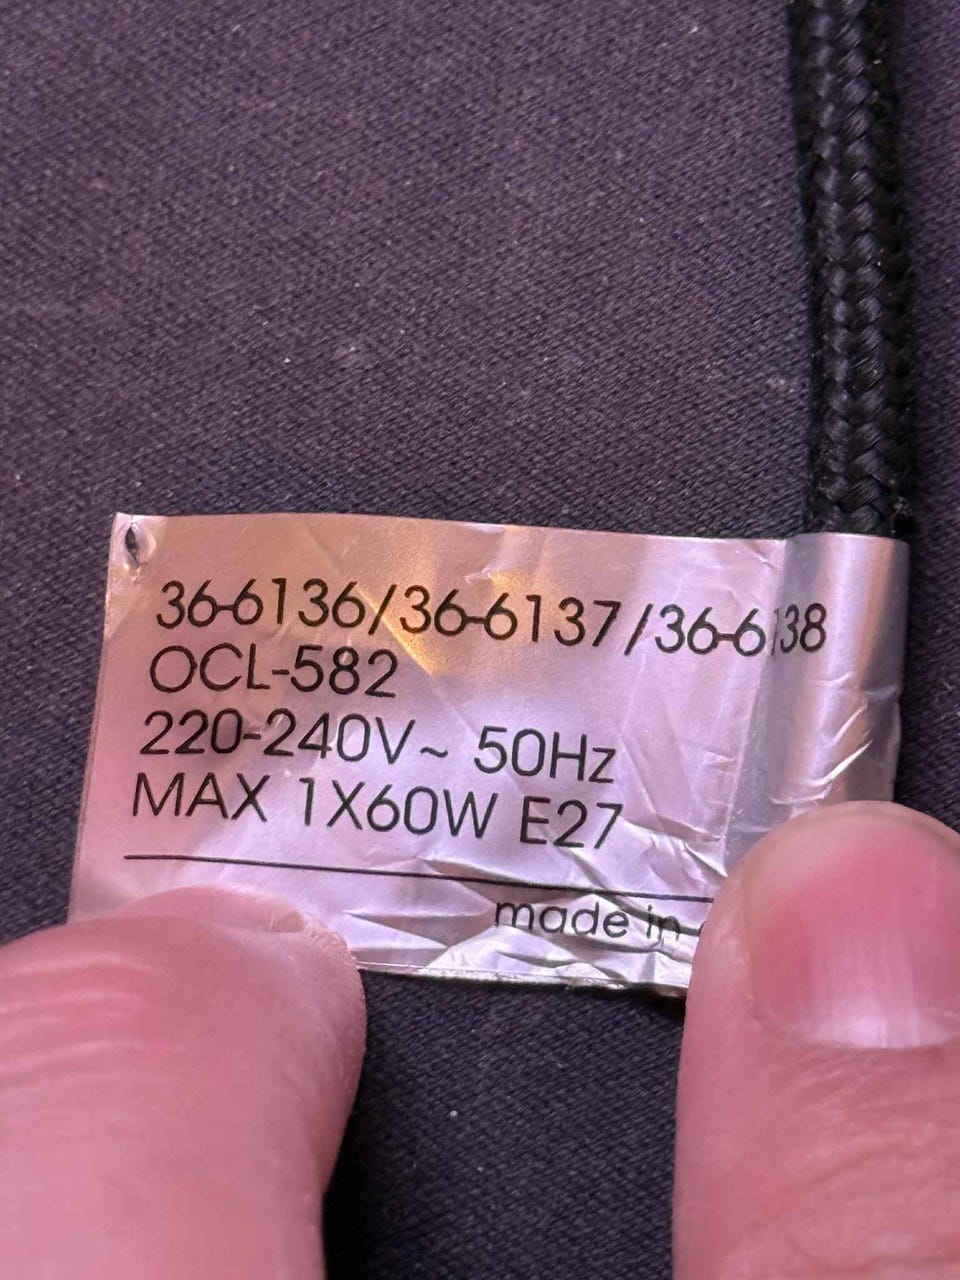 36-6136/36-6137/36-6138
OCL-582
220-240V~ 50Hz
MAX 1X60W E27
made in